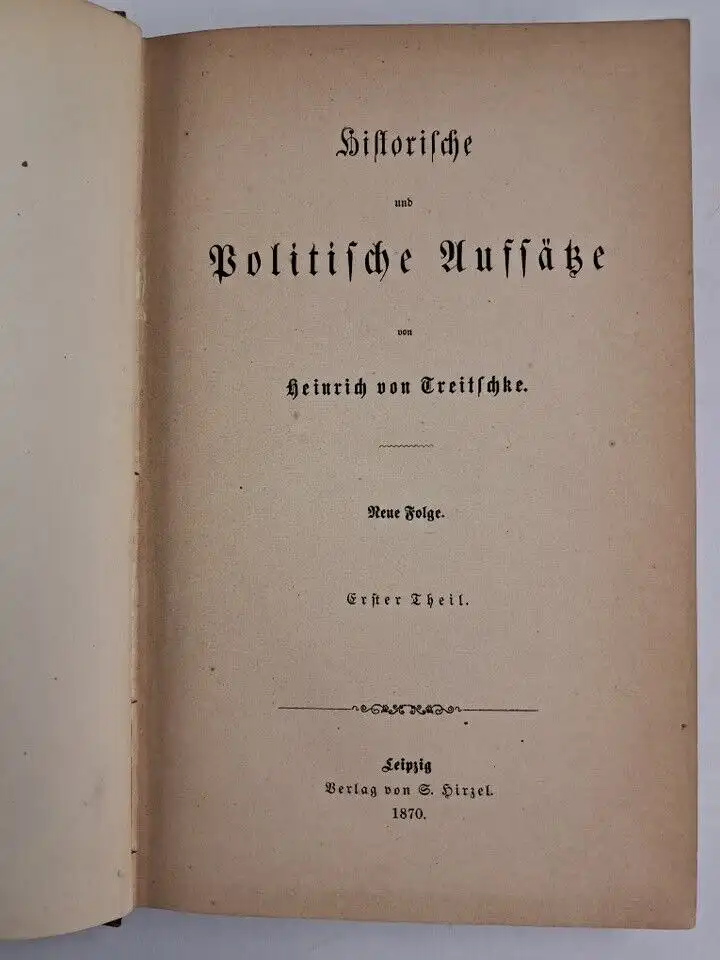 Hiſtoriſche
und
Politiſche Aufſätze
von
Heinrich von Treitſchke.
Neue Folge.
Erſter Theil.
Leipzig
Verlag von S. Hirzel.
1870.